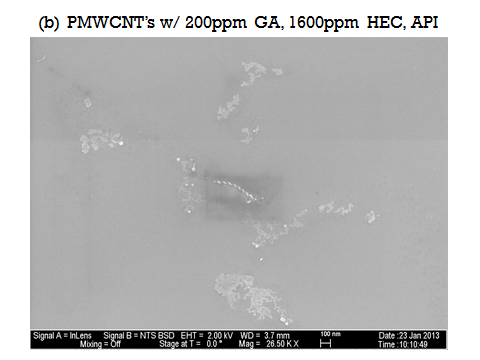 (b) PMWCNT's w/ 200ppm GA, 1600ppm HEC, API
Signal A = InLens Signal B = NTS BSD EHT = 2.00 kV WD = 3.7 mm 100 nm Date :23 Jan 2013
Mixing = Off Stage at T = 0.0 ° Mag = 26.50 K X Time :10:10:49